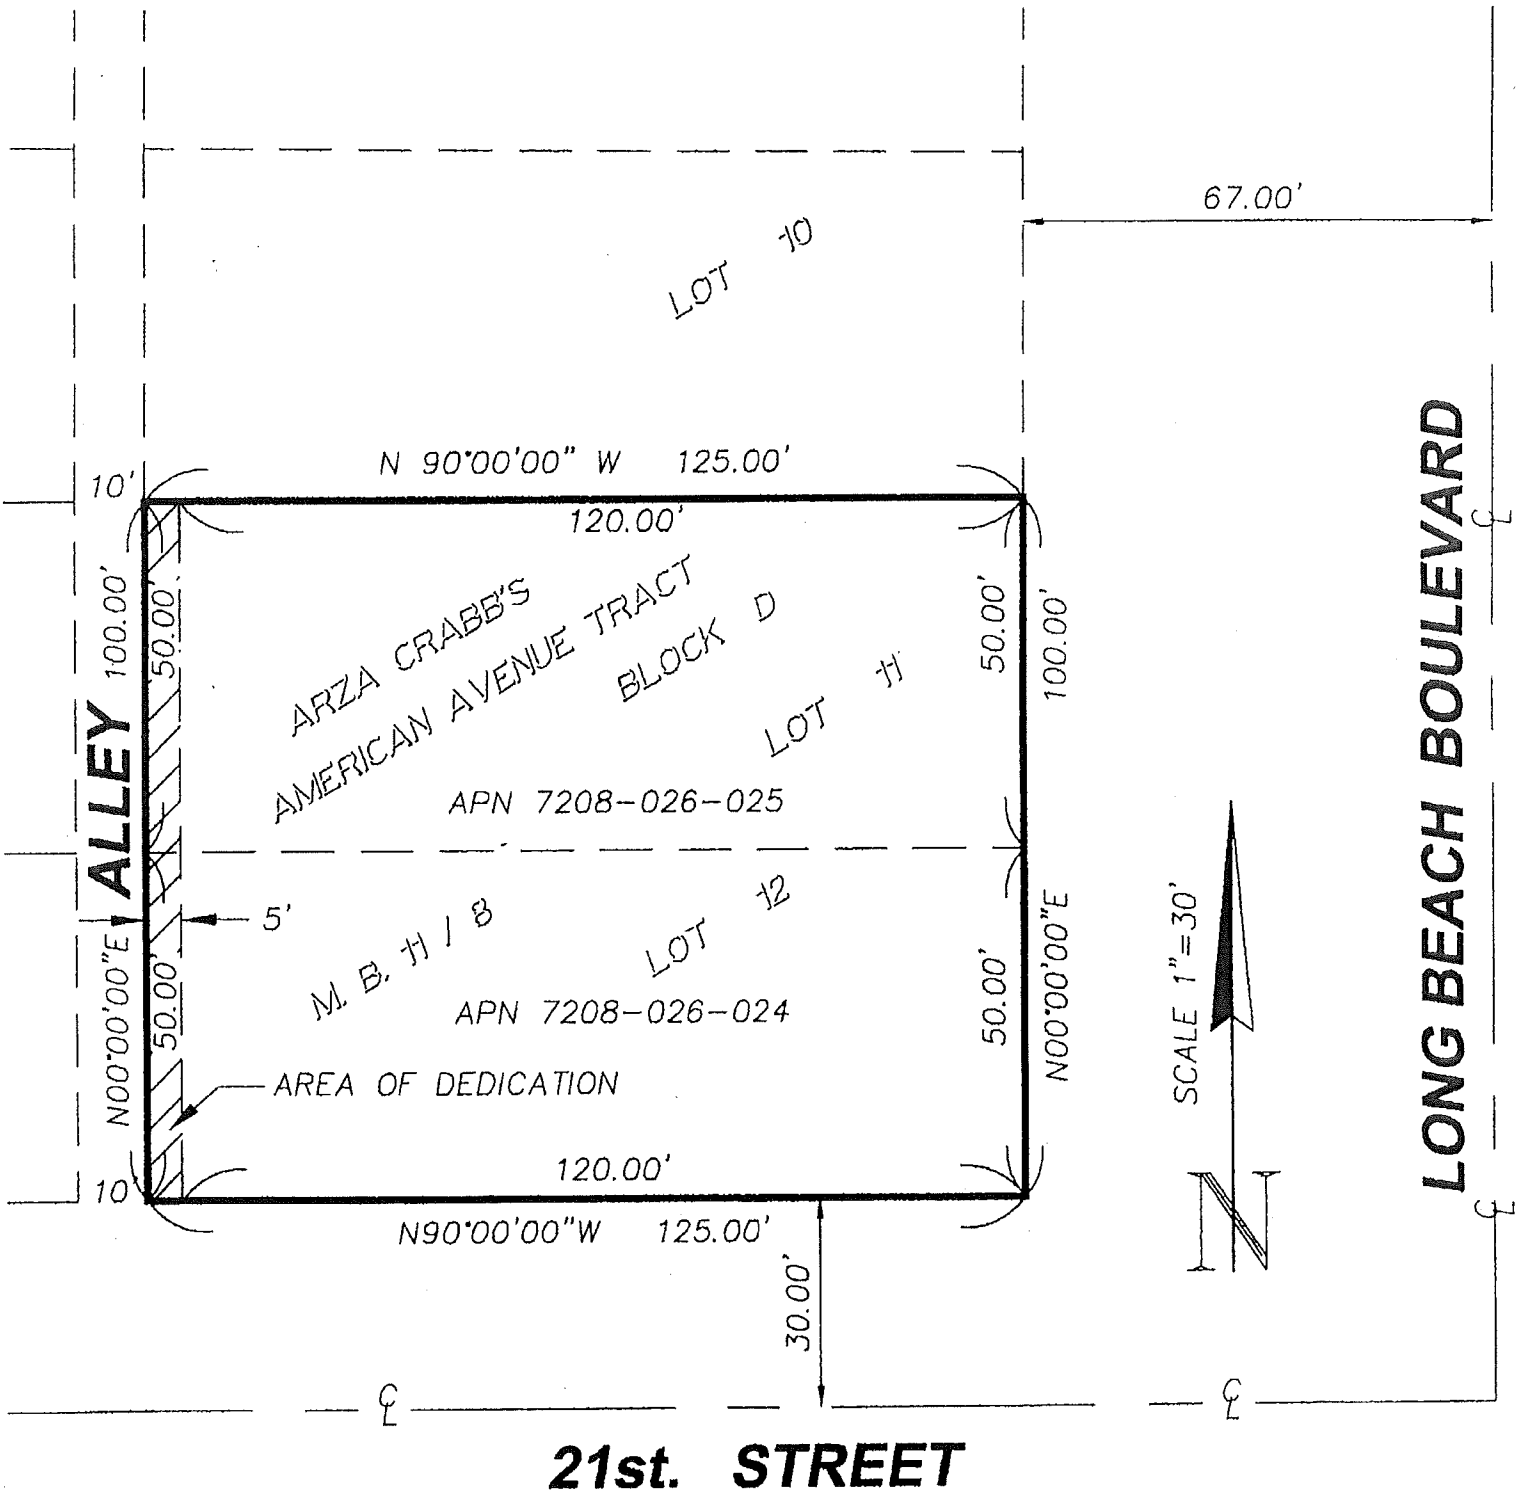 67.00'
LOT 10
N 90°00'00" W 125.00'
10'
120.00'
100.00'
50.00'
ARZA CRABB'S
AMERICAN AVENUE TRACT
BLOCK D
LOT 11
50.00'
100.00'
APN 7208-026-025
ALLEY
LONG BEACH BOULEVARD
5'
M. B. 11 / 8
LOT 12
N00°00'00"E
50.00'
APN 7208-026-024
50.00'
N00°00'00"E
SCALE 1"=30'
AREA OF DEDICATION
10'
120.00'
N90°00'00"W 125.00'
30.00'
N
℄
℄
℄
℄
21st. STREET